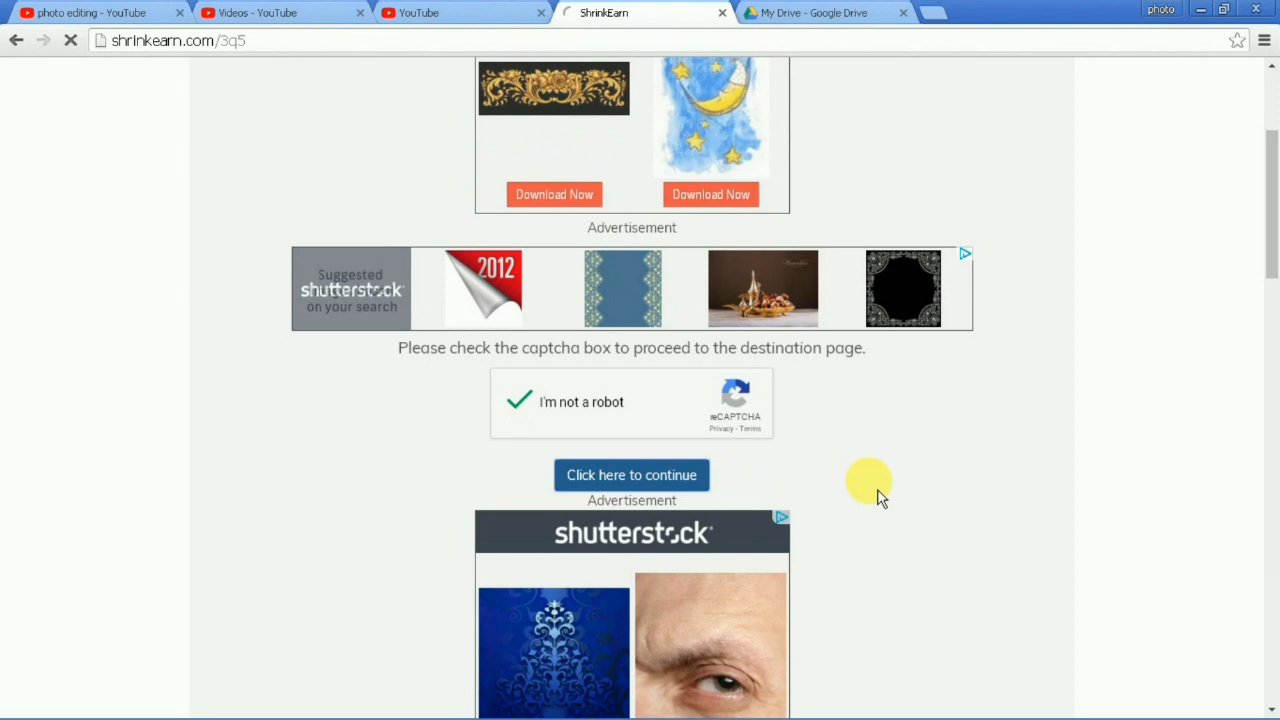 photo editing - YouTube
Videos - YouTube
YouTube
ShrinkEarn
My Drive - Google Drive
photo
shrinkearn.com/3q5
Download Now
Download Now
Advertisement
Suggested
shutterstock
on your search
2012
Please check the captcha box to proceed to the destination page.
I'm not a robot
reCAPTCHA
Privacy - Terms
Click here to continue
Advertisement
shutterstock